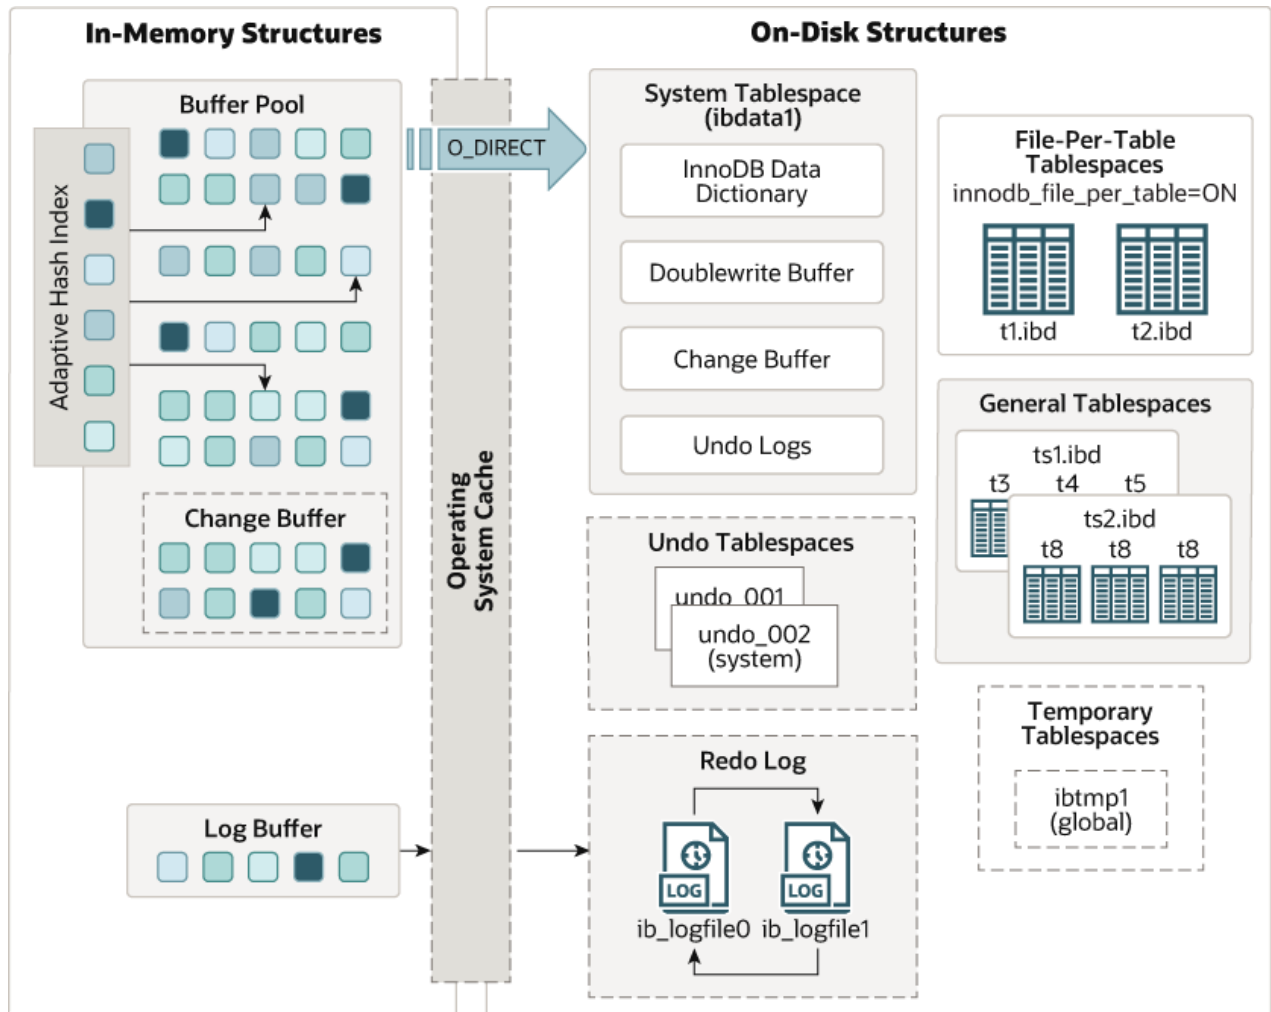 In-Memory Structures
On-Disk Structures
Buffer Pool
Adaptive Hash Index
Change Buffer
Log Buffer
Operating
System Cache
O_DIRECT
System Tablespace
(ibdata1)
InnoDB Data
Dictionary
Doublewrite Buffer
Change Buffer
Undo Logs
Undo Tablespaces
undo_001
undo_002
(system)
Redo Log
LOG
LOG
ib_logfile0
ib_logfile1
File-Per-Table
Tablespaces
innodb_file_per_table=ON
t1.ibd
t2.ibd
General Tablespaces
ts1.ibd
t3 t4 t5
ts2.ibd
t8 t8 t8
Temporary
Tablespaces
ibtmp1
(global)